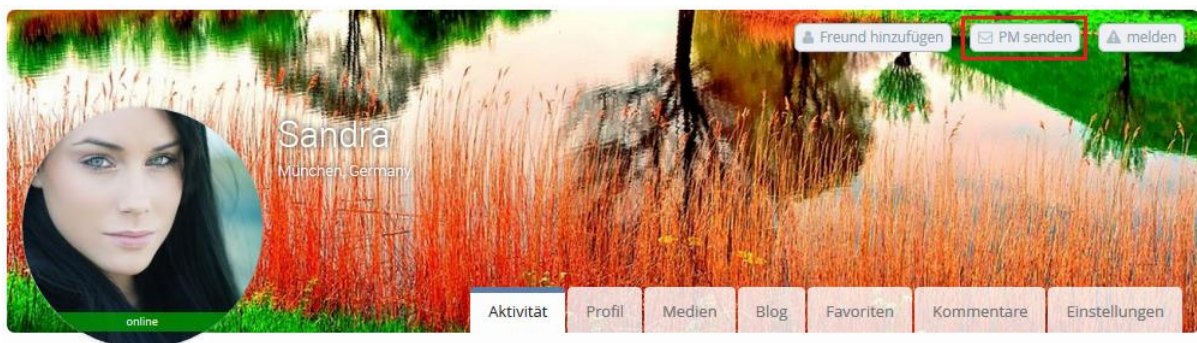 Freund hinzufügen PM senden melden
Sandra
München, Germany
online
Aktivität Profil Medien Blog Favoriten Kommentare Einstellungen